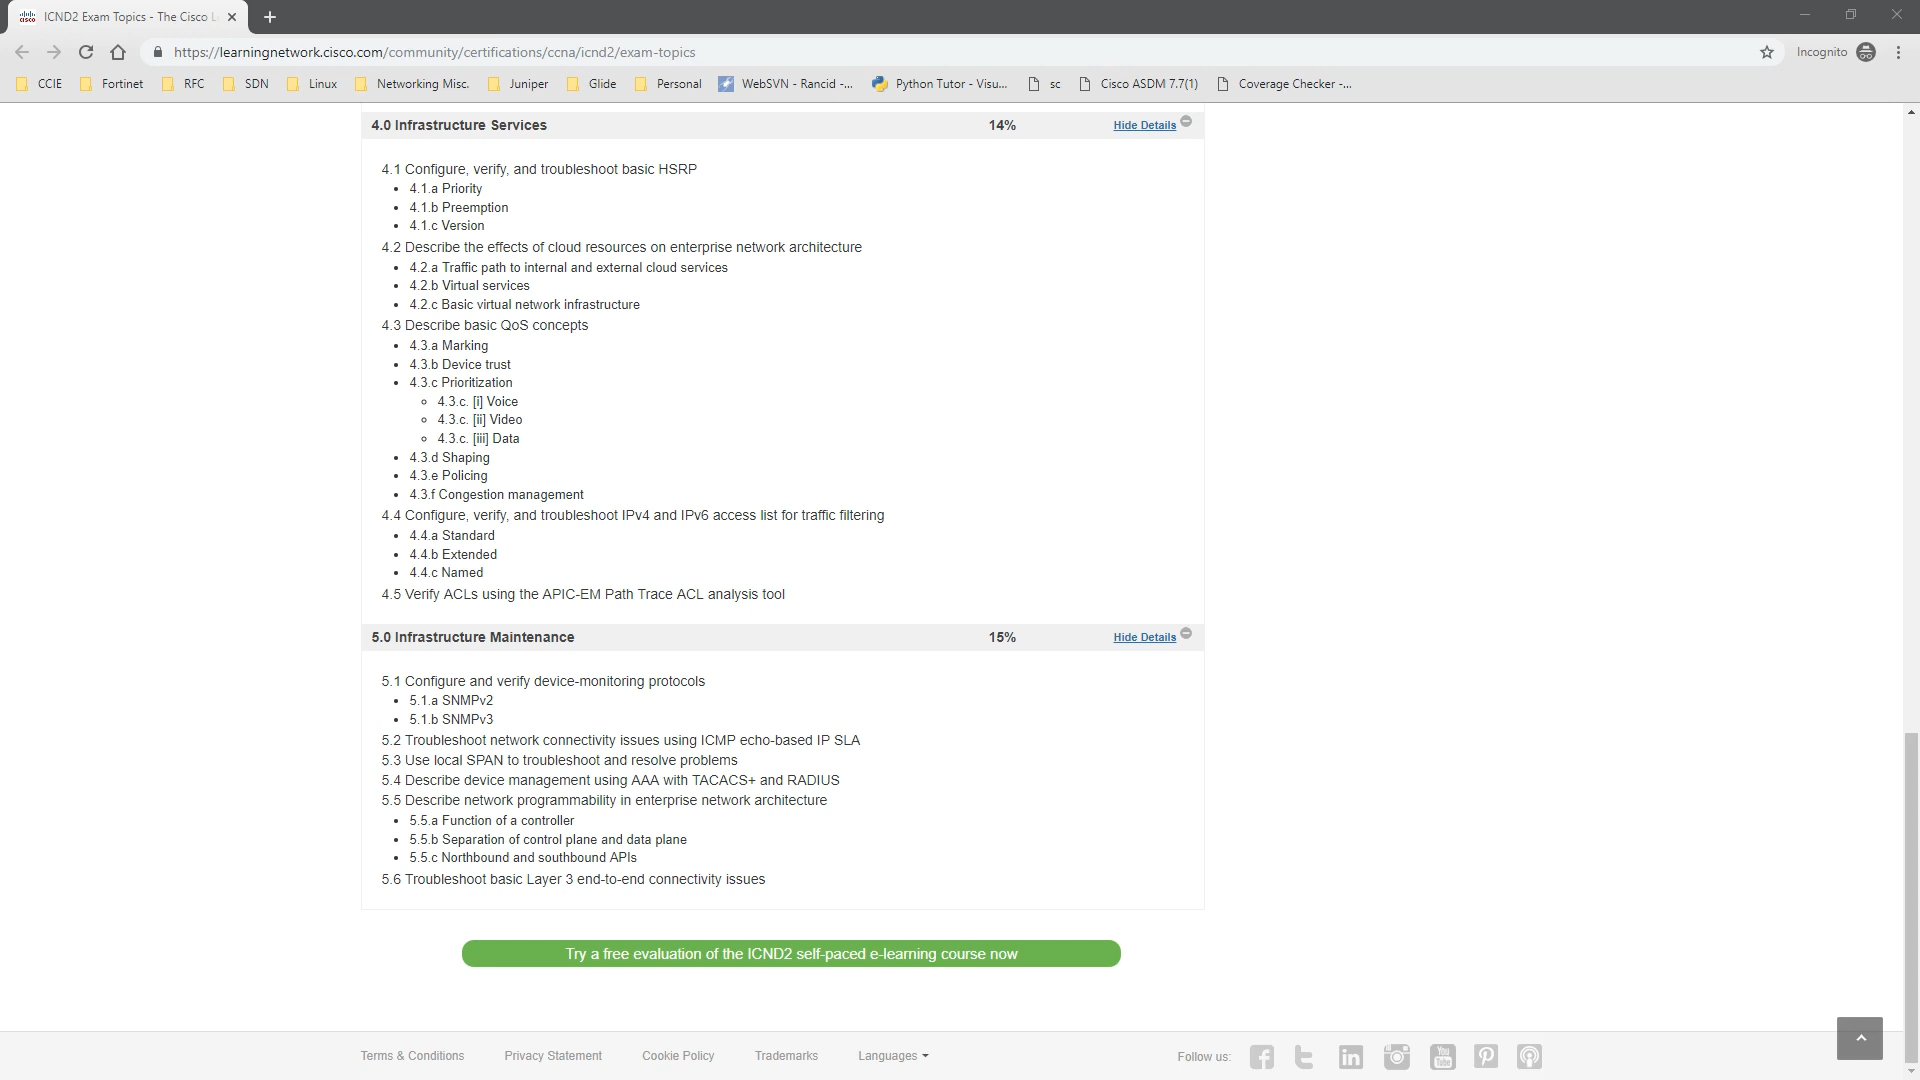 ICND2 Exam Topics - The Cisco L
https://learningnetwork.cisco.com/community/certifications/ccna/icnd2/exam-topics
Incognito
CCIE Fortinet RFC SDN Linux Networking Misc. Juniper Glide Personal WebSVN - Rancid -... Python Tutor - Visu... sc Cisco ASDM 7.7(1) Coverage Checker -...
4.0 Infrastructure Services 14% Hide Details
4.1 Configure, verify, and troubleshoot basic HSRP
• 4.1.a Priority
• 4.1.b Preemption
• 4.1.c Version
4.2 Describe the effects of cloud resources on enterprise network architecture
• 4.2.a Traffic path to internal and external cloud services
• 4.2.b Virtual services
• 4.2.c Basic virtual network infrastructure
4.3 Describe basic QoS concepts
• 4.3.a Marking
• 4.3.b Device trust
• 4.3.c Prioritization
◦ 4.3.c. [i] Voice
◦ 4.3.c. [ii] Video
◦ 4.3.c. [iii] Data
• 4.3.d Shaping
• 4.3.e Policing
• 4.3.f Congestion management
4.4 Configure, verify, and troubleshoot IPv4 and IPv6 access list for traffic filtering
• 4.4.a Standard
• 4.4.b Extended
• 4.4.c Named
4.5 Verify ACLs using the APIC-EM Path Trace ACL analysis tool
5.0 Infrastructure Maintenance 15% Hide Details
5.1 Configure and verify device-monitoring protocols
• 5.1.a SNMPv2
• 5.1.b SNMPv3
5.2 Troubleshoot network connectivity issues using ICMP echo-based IP SLA
5.3 Use local SPAN to troubleshoot and resolve problems
5.4 Describe device management using AAA with TACACS+ and RADIUS
5.5 Describe network programmability in enterprise network architecture
• 5.5.a Function of a controller
• 5.5.b Separation of control plane and data plane
• 5.5.c Northbound and southbound APIs
5.6 Troubleshoot basic Layer 3 end-to-end connectivity issues
Try a free evaluation of the ICND2 self-paced e-learning course now
Terms & Conditions Privacy Statement Cookie Policy Trademarks Languages Follow us: